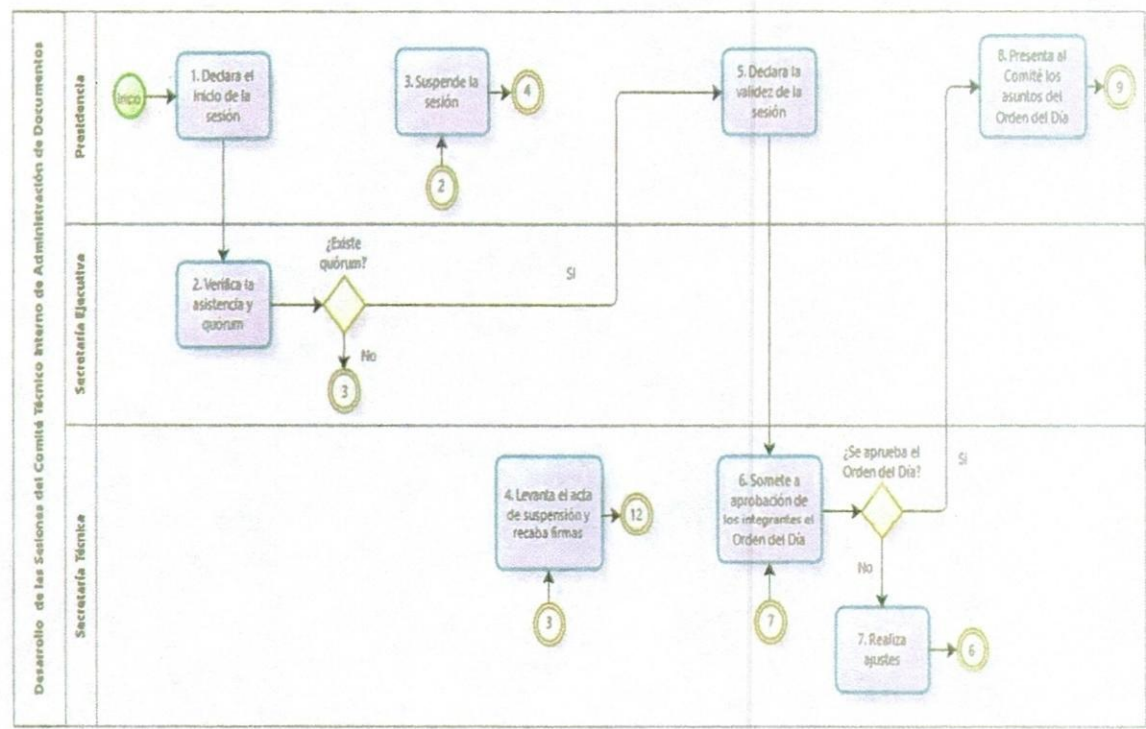 Desarrollo de las Sesiones del Comité Técnico Interno de Administración de Documentos
Presidencia
Inicio
1. Declara el
inicio de la
sesión
3. Suspende la
sesión
4
2
5. Declara la
validez de la
sesión
8. Presenta al
Comité los
asuntos del
Orden del Día
9
Secretaría Ejecutiva
2. Verifica la
asistencia y
quórum
¿Existe
quórum?
Si
No
3
Secretaría Técnica
4. Levanta el acta
de suspensión y
recaba firmas
12
3
6. Somete a
aprobación de
los integrantes el
Orden del Día
7
¿Se aprueba el
Orden del Día?
Si
No
7. Realiza
ajustes
6